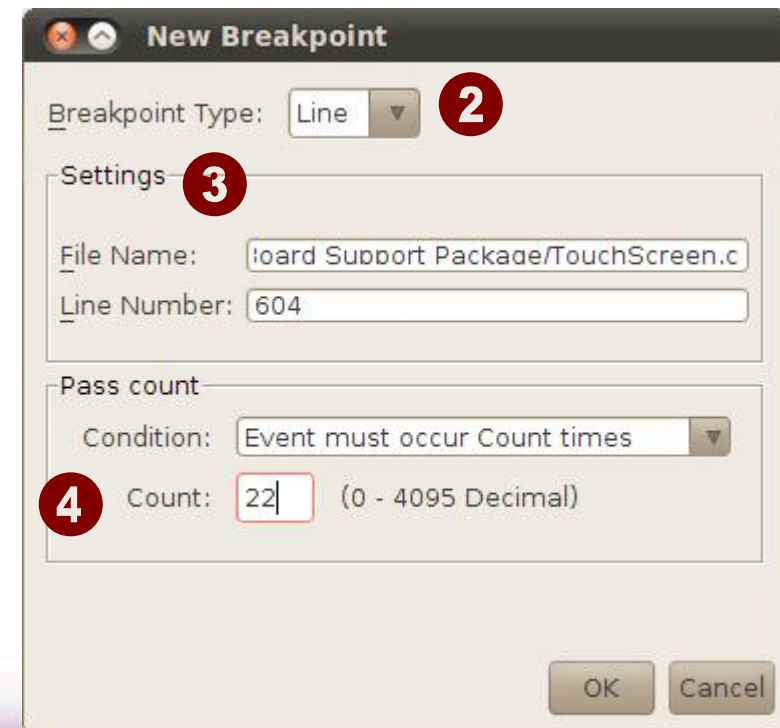 New Breakpoint
Breakpoint Type: Line 2
Settings 3
File Name: oard Support Package/TouchScreen.c
Line Number: 604
Pass count
Condition: Event must occur Count times
4 Count: 22 (0 - 4095 Decimal)
OK Cancel